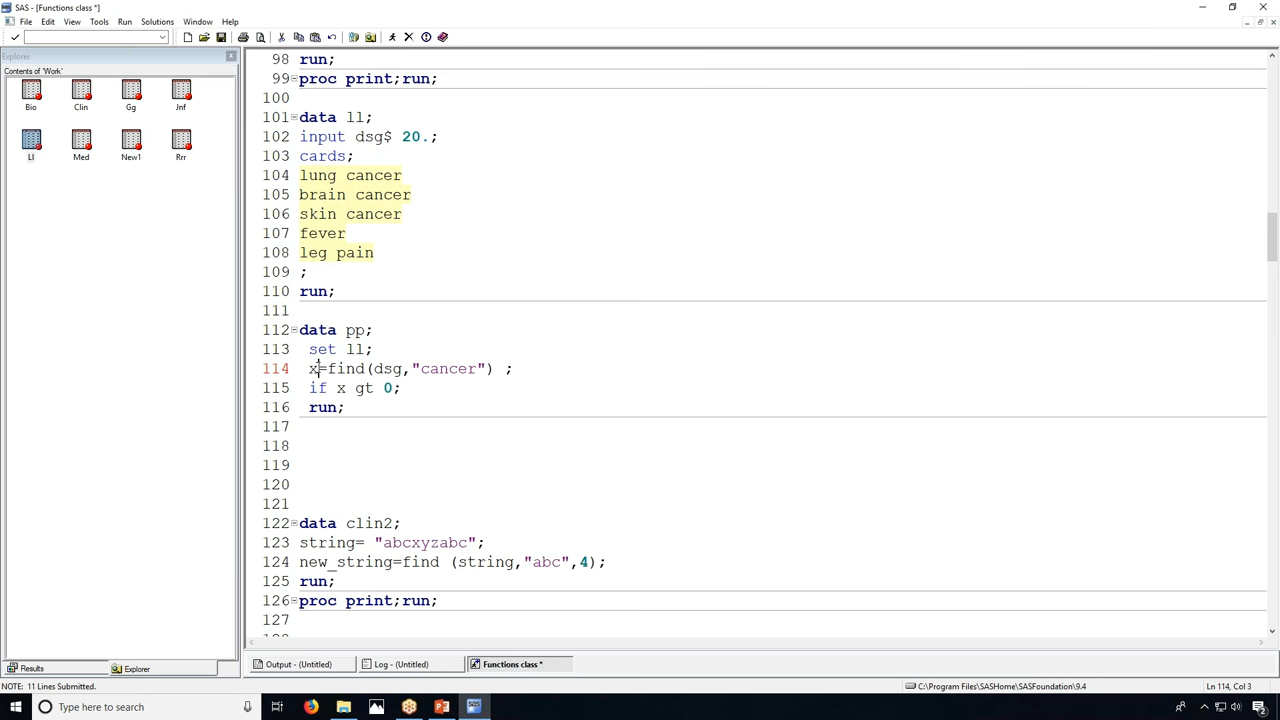 SAS - [Functions class *]
File Edit View Tools Run Solutions Window Help
Explorer
Contents of 'Work'
Bio Clin Gg Jnf
Ll Med New1 Rrr
98 run;
99 proc print;run;
100
101 data ll;
102 input dsg$ 20.;
103 cards;
104 lung cancer
105 brain cancer
106 skin cancer
107 fever
108 leg pain
109 ;
110 run;
111
112 data pp;
113 set ll;
114 x=find(dsg,"cancer") ;
115 if x gt 0;
116 run;
117
118
119
120
121
122 data clin2;
123 string= "abcxyzabc";
124 new_string=find (string,"abc",4);
125 run;
126 proc print;run;
127
Results Explorer
Output - (Untitled) Log - (Untitled) Functions class *
NOTE: 11 Lines Submitted. C:\Program Files\SASHome\SASFoundation\9.4 Ln 114, Col 3
Type here to search